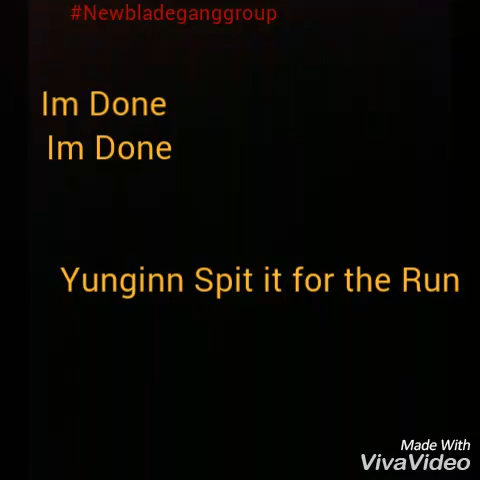 #Newbladeganggroup
Im Done
Im Done
Yunginn Spit it for the Run
Made With
VivaVideo